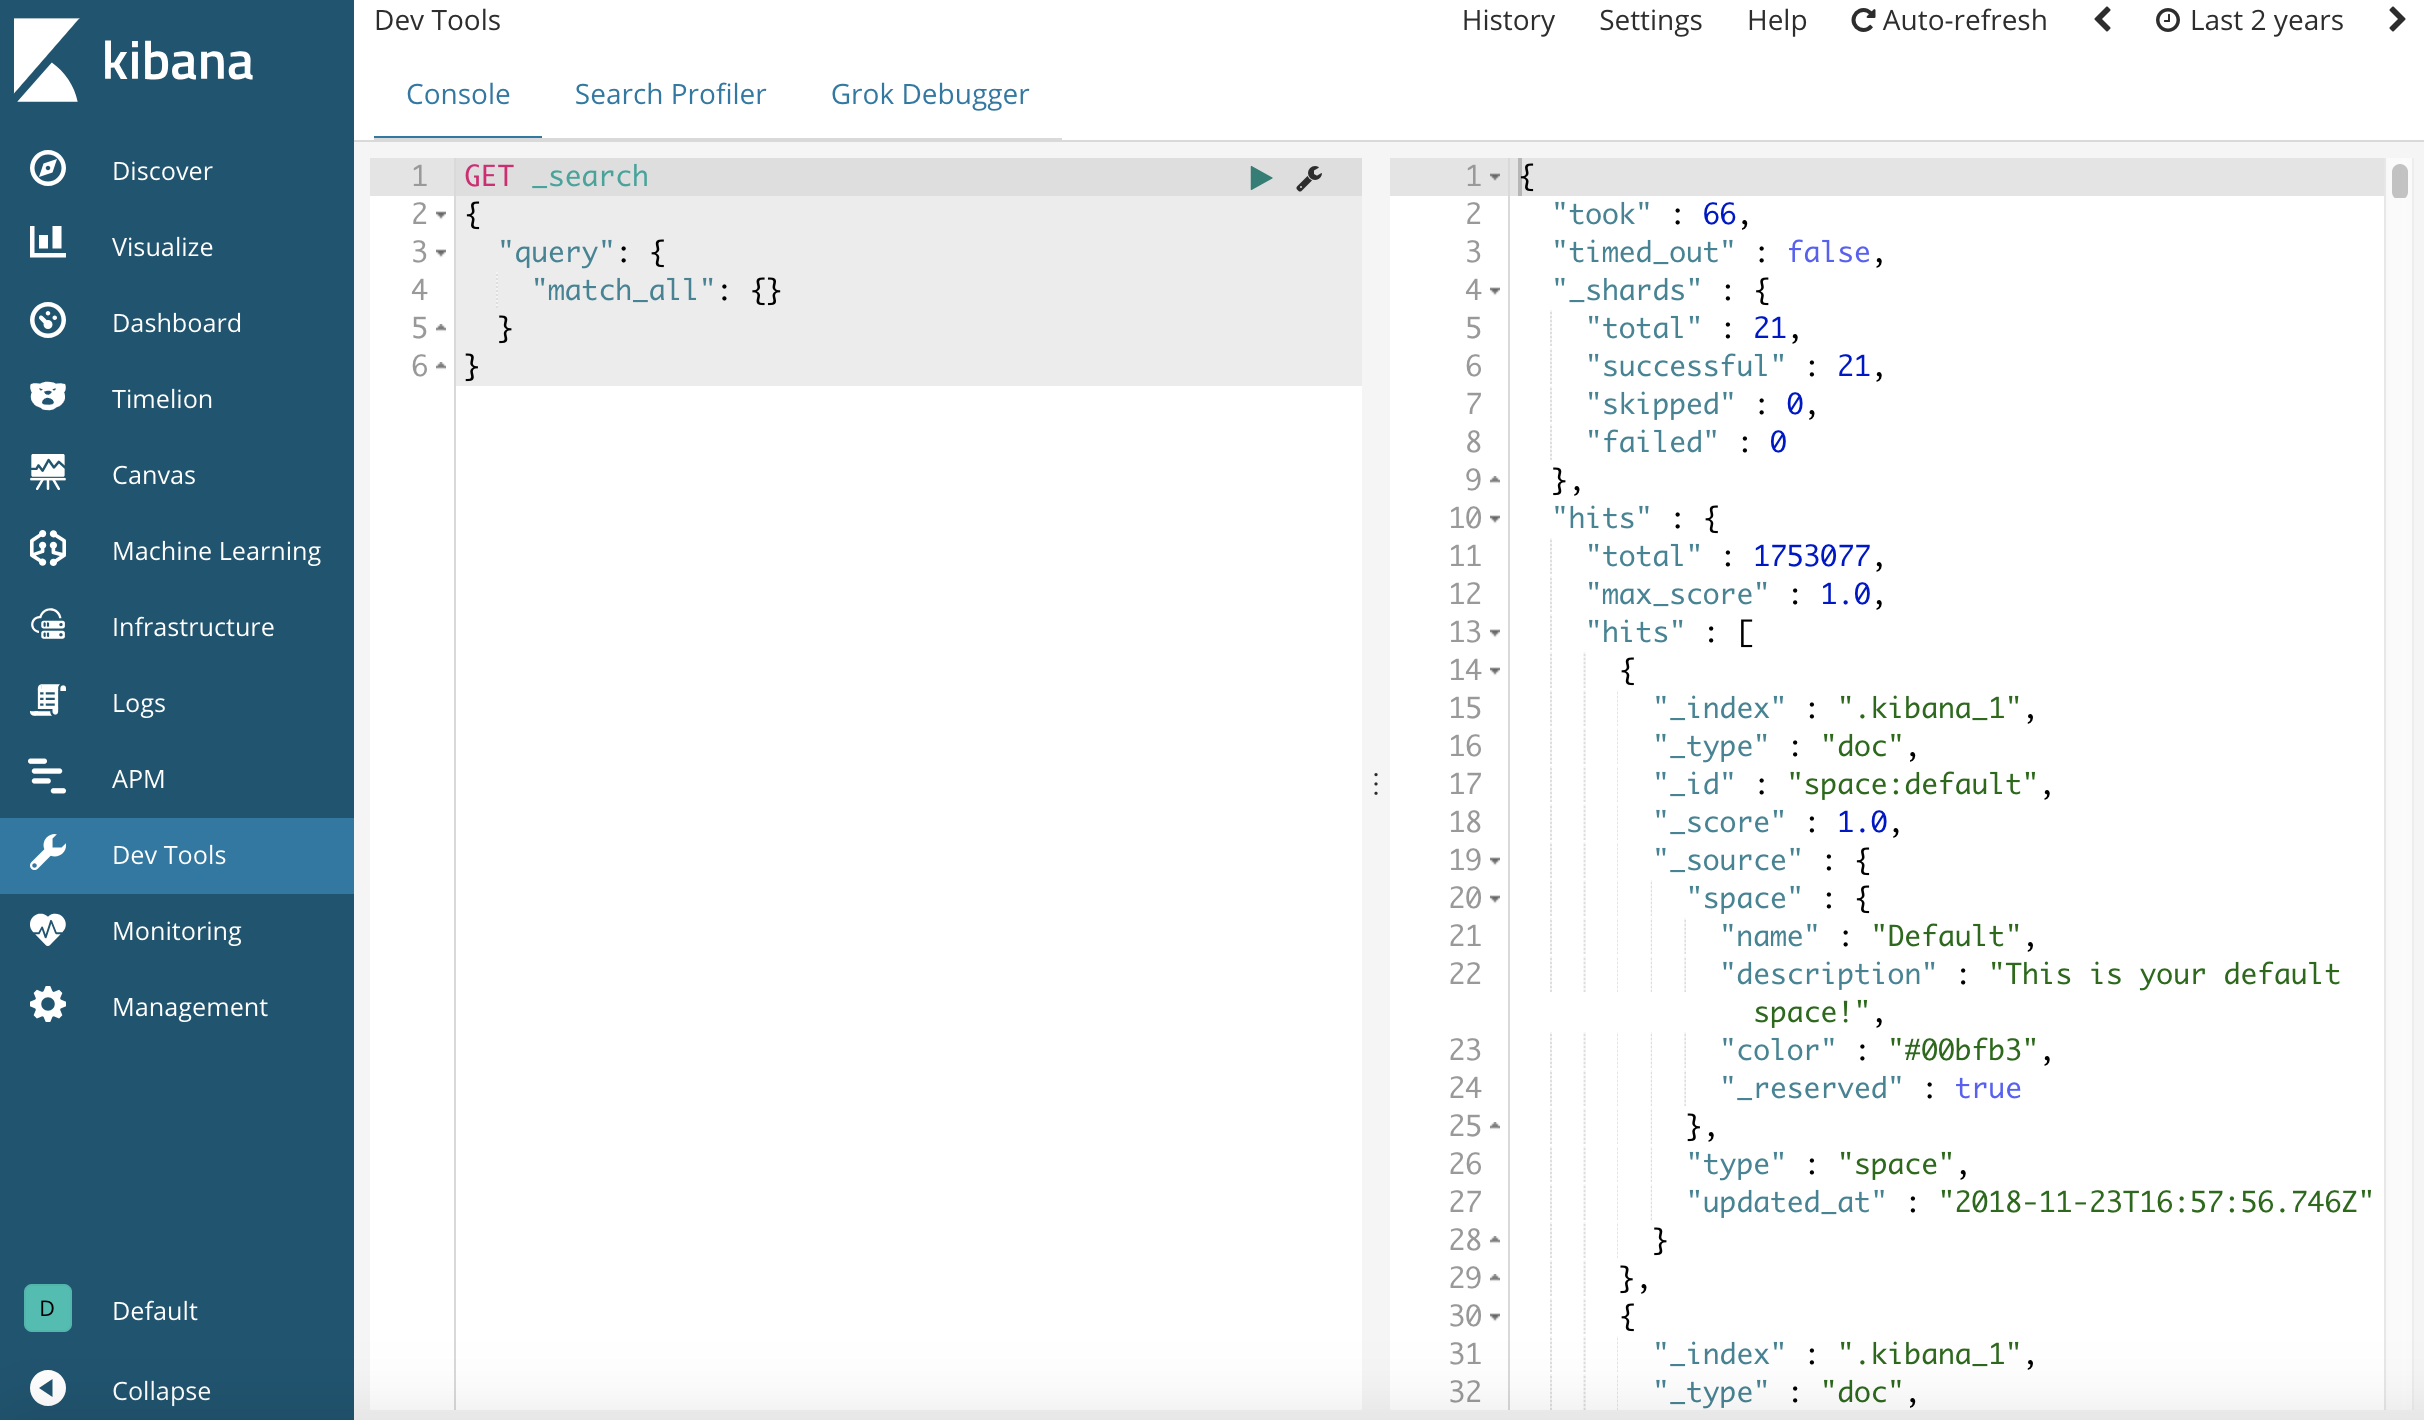 kibana
Discover
Visualize
Dashboard
Timelion
Canvas
Machine Learning
Infrastructure
Logs
APM
Dev Tools
Monitoring
Management
D Default
Collapse
Dev Tools
History Settings Help Auto-refresh Last 2 years
Console Search Profiler Grok Debugger
1 GET _search
2 {
3 "query": {
4 "match_all": {}
5 }
6 }
1 {
2 "took" : 66,
3 "timed_out" : false,
4 "_shards" : {
5 "total" : 21,
6 "successful" : 21,
7 "skipped" : 0,
8 "failed" : 0
9 },
10 "hits" : {
11 "total" : 1753077,
12 "max_score" : 1.0,
13 "hits" : [
14 {
15 "_index" : ".kibana_1",
16 "_type" : "doc",
17 "_id" : "space:default",
18 "_score" : 1.0,
19 "_source" : {
20 "space" : {
21 "name" : "Default",
22 "description" : "This is your default
space!",
23 "color" : "#00bfb3",
24 "_reserved" : true
25 },
26 "type" : "space",
27 "updated_at" : "2018-11-23T16:57:56.746Z"
28 }
29 },
30 {
31 "_index" : ".kibana_1",
32 "_type" : "doc",